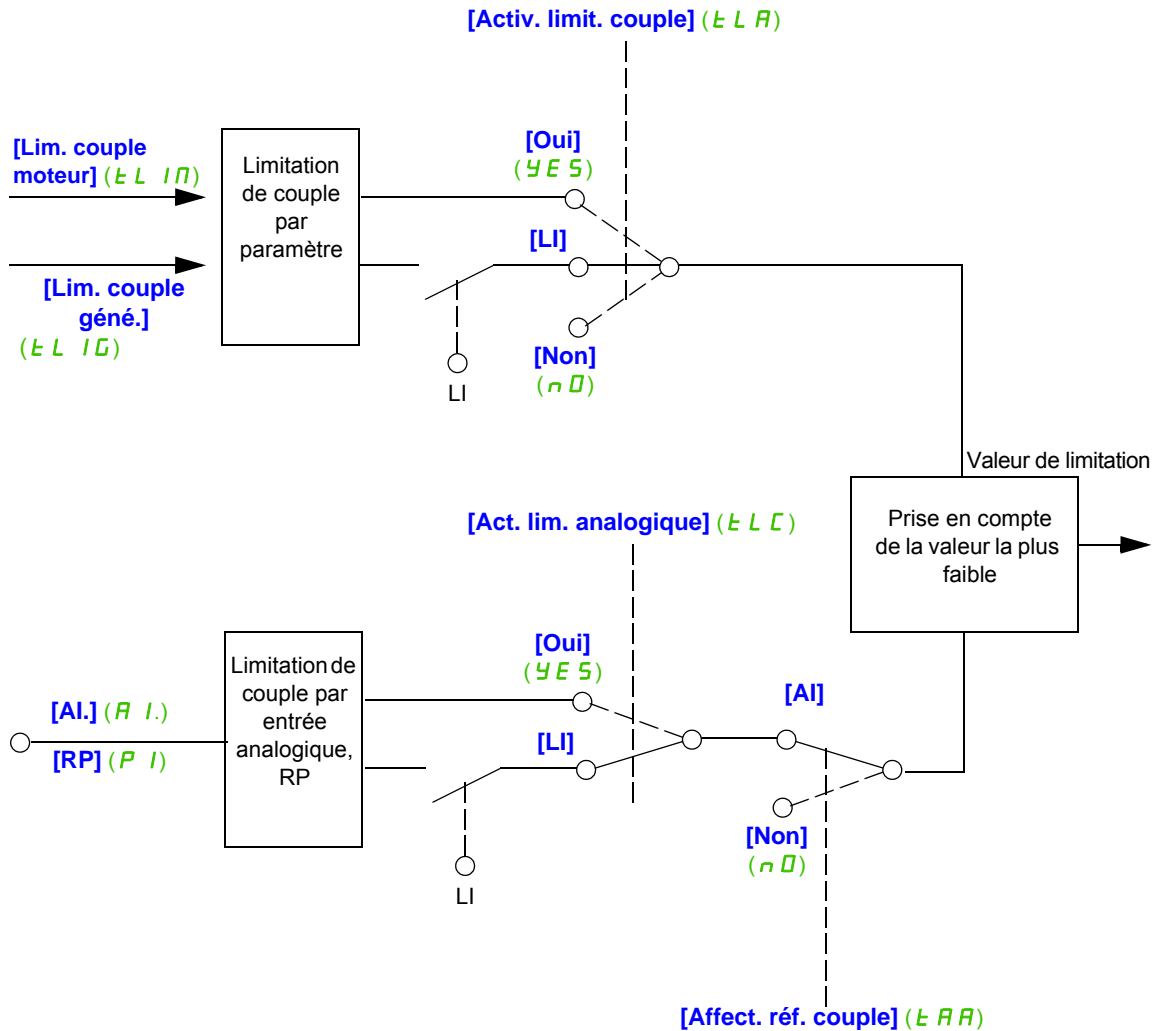 [Activ. limit. couple] (tLA)
[Lim. couple
moteur] (tLIM)
Limitation
de couple
par
paramètre
[Oui]
(YES)
[LI]
[Lim. couple
géné.]
(tLIG)
LI
[Non]
(nO)
Valeur de limitation
Prise en compte
de la valeur la plus
faible
[Act. lim. analogique] (tLC)
Limitation de
couple par
entrée
analogique,
RP
[Oui]
(YES)
[AI.] (AI.)
[RP] (PI)
[LI]
[AI]
LI
[Non]
(nO)
[Affect. réf. couple] (tAA)